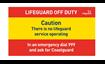 LIFEGUARD OFF DUTY
Caution
There is no lifeguard
service operating
In an emergency dial 999
and ask for Coastguard